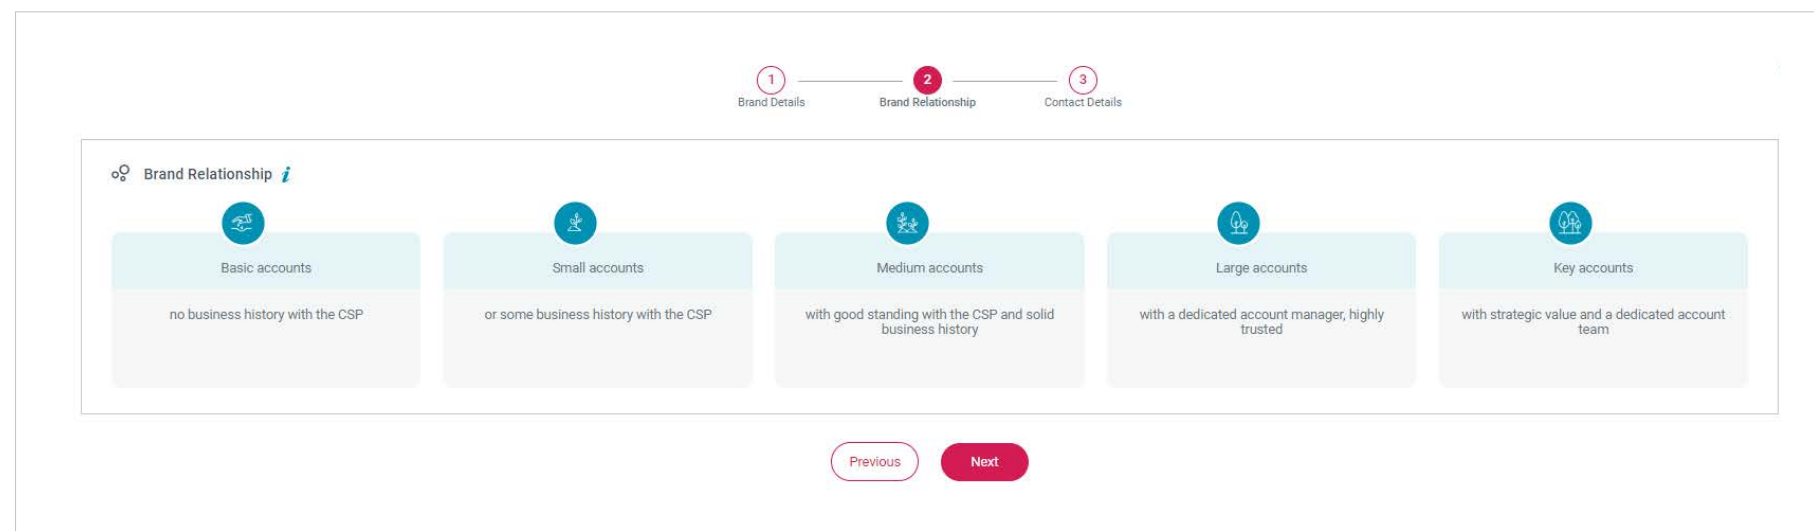 1
2
3
Brand Details
Brand Relationship
Contact Details
Brand Relationship i
Basic accounts
no business history with the CSP
Small accounts
or some business history with the CSP
Medium accounts
with good standing with the CSP and solid
business history
Large accounts
with a dedicated account manager, highly
trusted
Key accounts
with strategic value and a dedicated account
team
Previous
Next